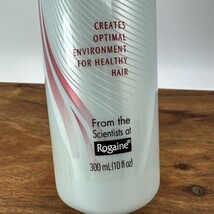 CREATES
OPTIMAL
ENVIRONMENT
FOR HEALTHY
HAIR
From the
Scientists at
Rogaine®
300 mL (10 fl oz)